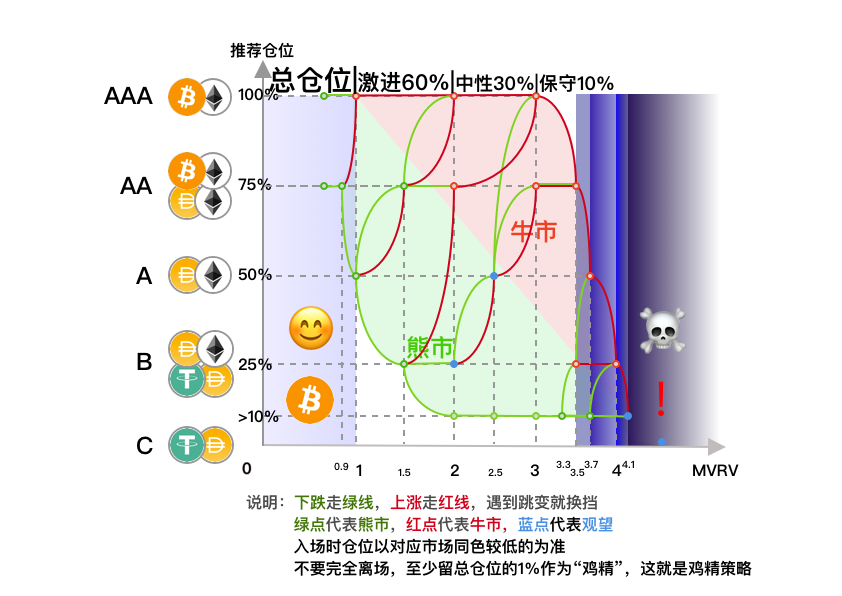 推荐仓位
总仓位|激进60%|中性30%|保守10%
AAA
100%
AA
75%
牛市
A
50%
熊市
B
25%
>10%
C
0
0.9
1
1.5
2
2.5
3
3.3
3.5
3.7
4
4.1
MVRV
说明：下跌走绿线，上涨走红线，遇到跳变就换挡
绿点代表熊市，红点代表牛市，蓝点代表观望
入场时仓位以对应市场同色较低的为准
不要完全离场，至少留总仓位的1%作为“鸡精”，这就是鸡精策略